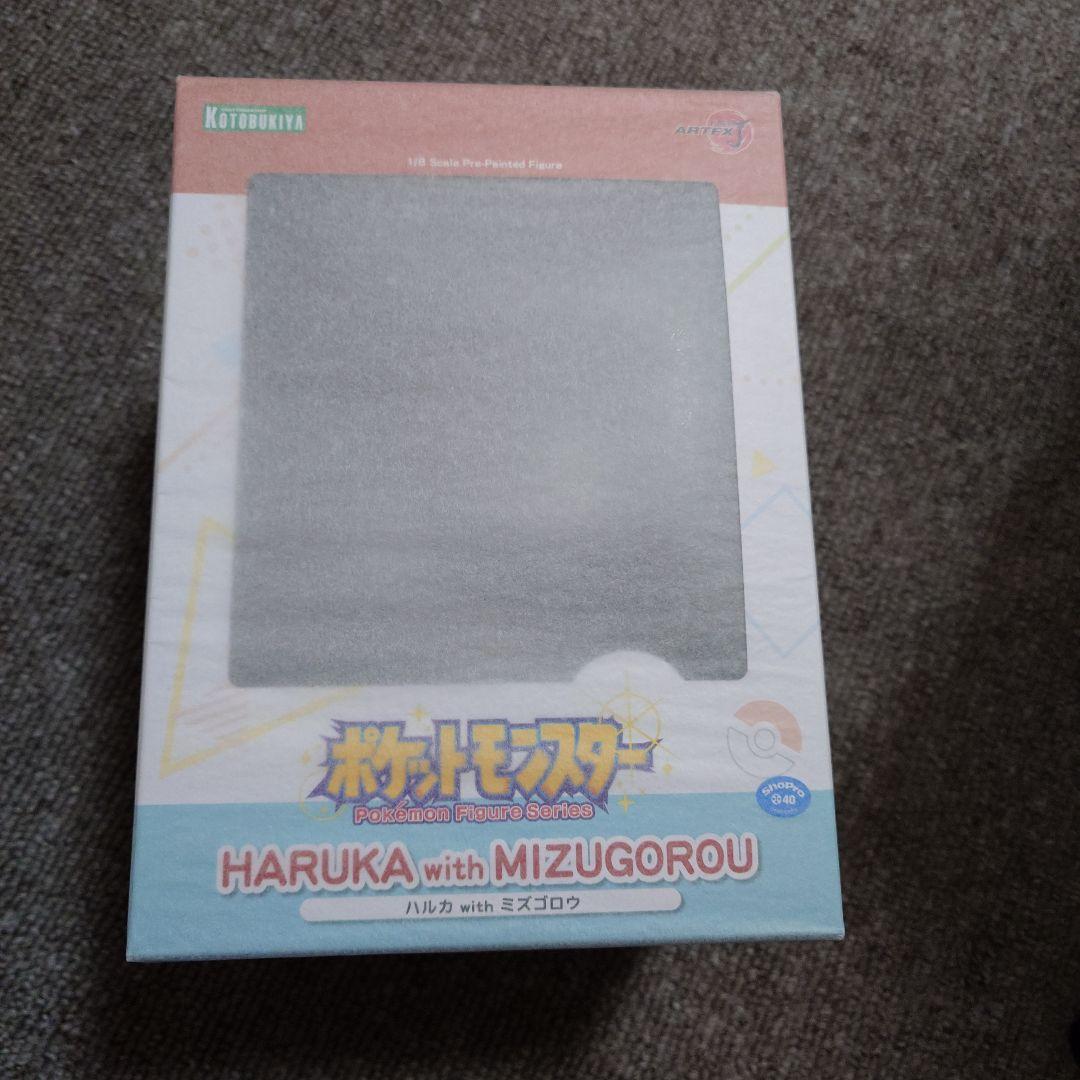 KOTOBUKIYA
ARTFX J
1/8 Scale Pre-Painted Figure
ポケットモンスター
Pokémon Figure Series
ShoPro
40
HARUKA with MIZUGOROU
ハルカ with ミズゴロウ